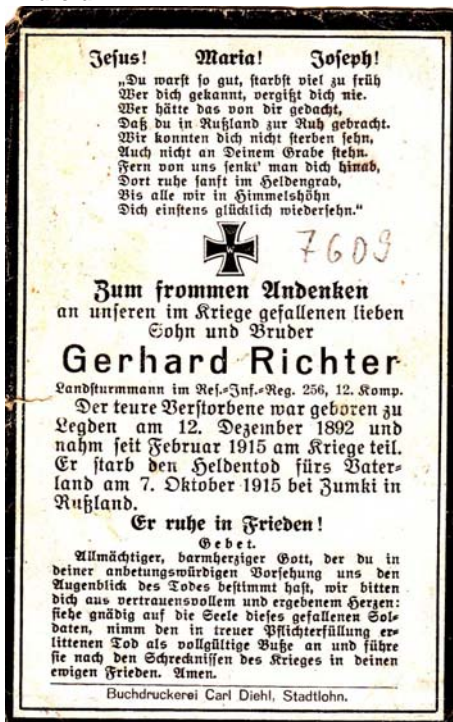 Jesus! Maria! Joseph!
„Du warst so gut, starbst viel zu früh
Wer dich gekannt, vergißt dich nie.
Wer hätte das von dir gedacht,
Daß du in Rußland zur Ruh gebracht.
Wir konnten dich nicht sterben sehn,
Auch nicht an Deinem Grabe stehn.
Fern von uns senkt' man dich hinab,
Dort ruhe sanft im Heldengrab,
Bis alle wir in Himmelshöhn
Dich einstens glücklich wiedersehn.“
W
7609
Zum frommen Andenken
an unseren im Kriege gefallenen lieben
Sohn und Bruder
Gerhard Richter
Landsturmmann im Res.-Inf.-Reg. 256, 12. Komp.
Der teure Verstorbene war geboren zu
Legden am 12. Dezember 1892 und
nahm seit Februar 1915 am Kriege teil.
Er starb den Heldentod fürs Vater-
land am 7. Oktober 1915 bei Zumki in
Rußland.
Er ruhe in Frieden!
Gebet.
Allmächtiger, barmherziger Gott, der du in
deiner anbetungswürdigen Vorsehung uns den
Augenblick des Todes bestimmt hast, wir bitten
dich aus vertrauensvollem und ergebenem Herzen:
siehe gnädig auf die Seele dieses gefallenen Sol-
daten, nimm den in treuer Pflichterfüllung er-
littenen Tod als vollgültige Buße an und führe
sie nach den Schrecknissen des Krieges in deinen
ewigen Frieden. Amen.
Buchdruckerei Carl Diehl, Stadtlohn.